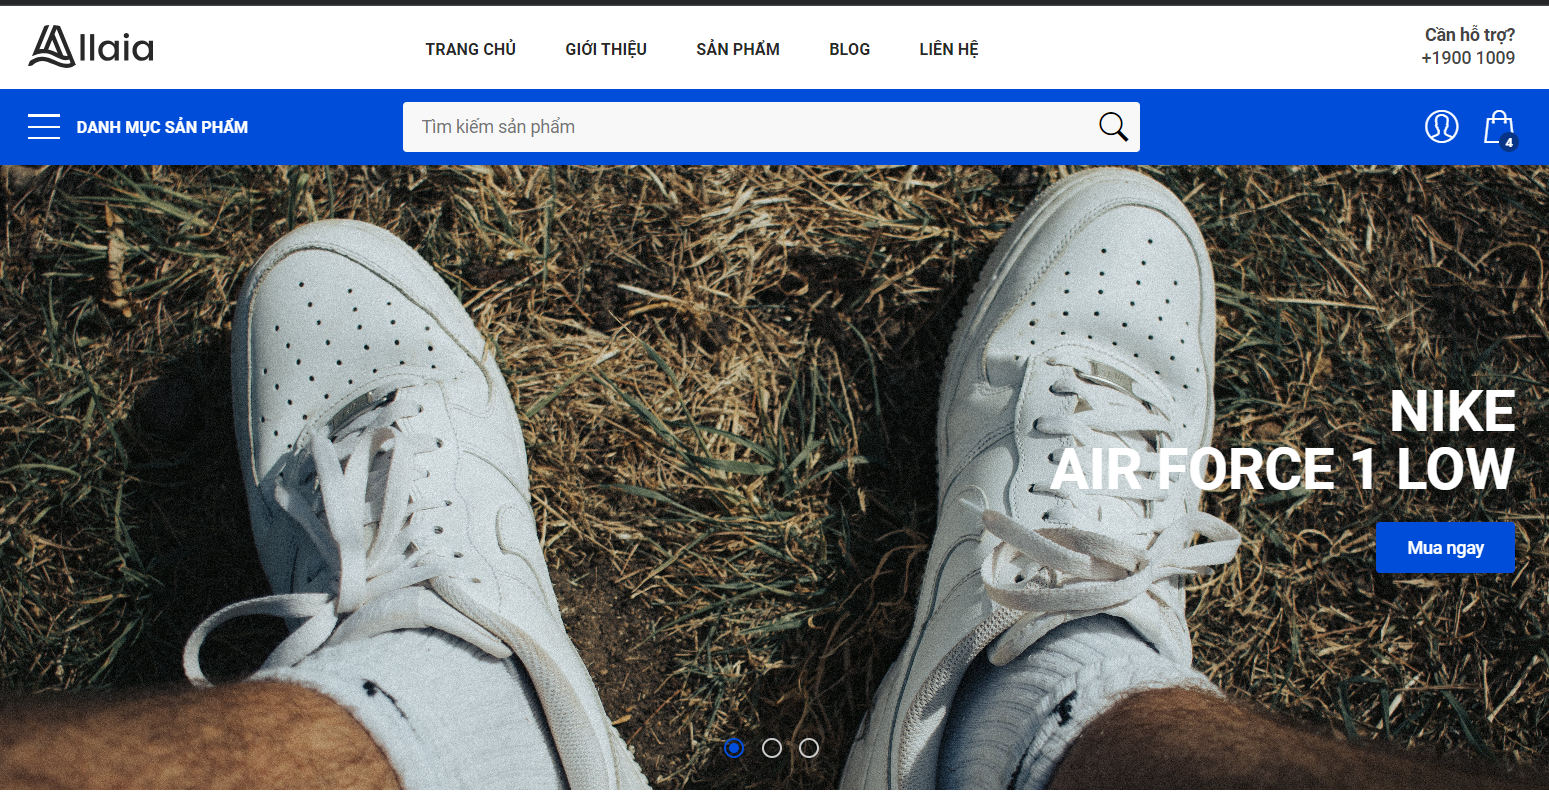 Allaia
TRANG CHỦ
GIỚI THIỆU
SẢN PHẨM
BLOG
LIÊN HỆ
Cần hỗ trợ?
+1900 1009
DANH MỤC SẢN PHẨM
Tìm kiếm sản phẩm
4
NIKE
AIR FORCE 1 LOW
Mua ngay